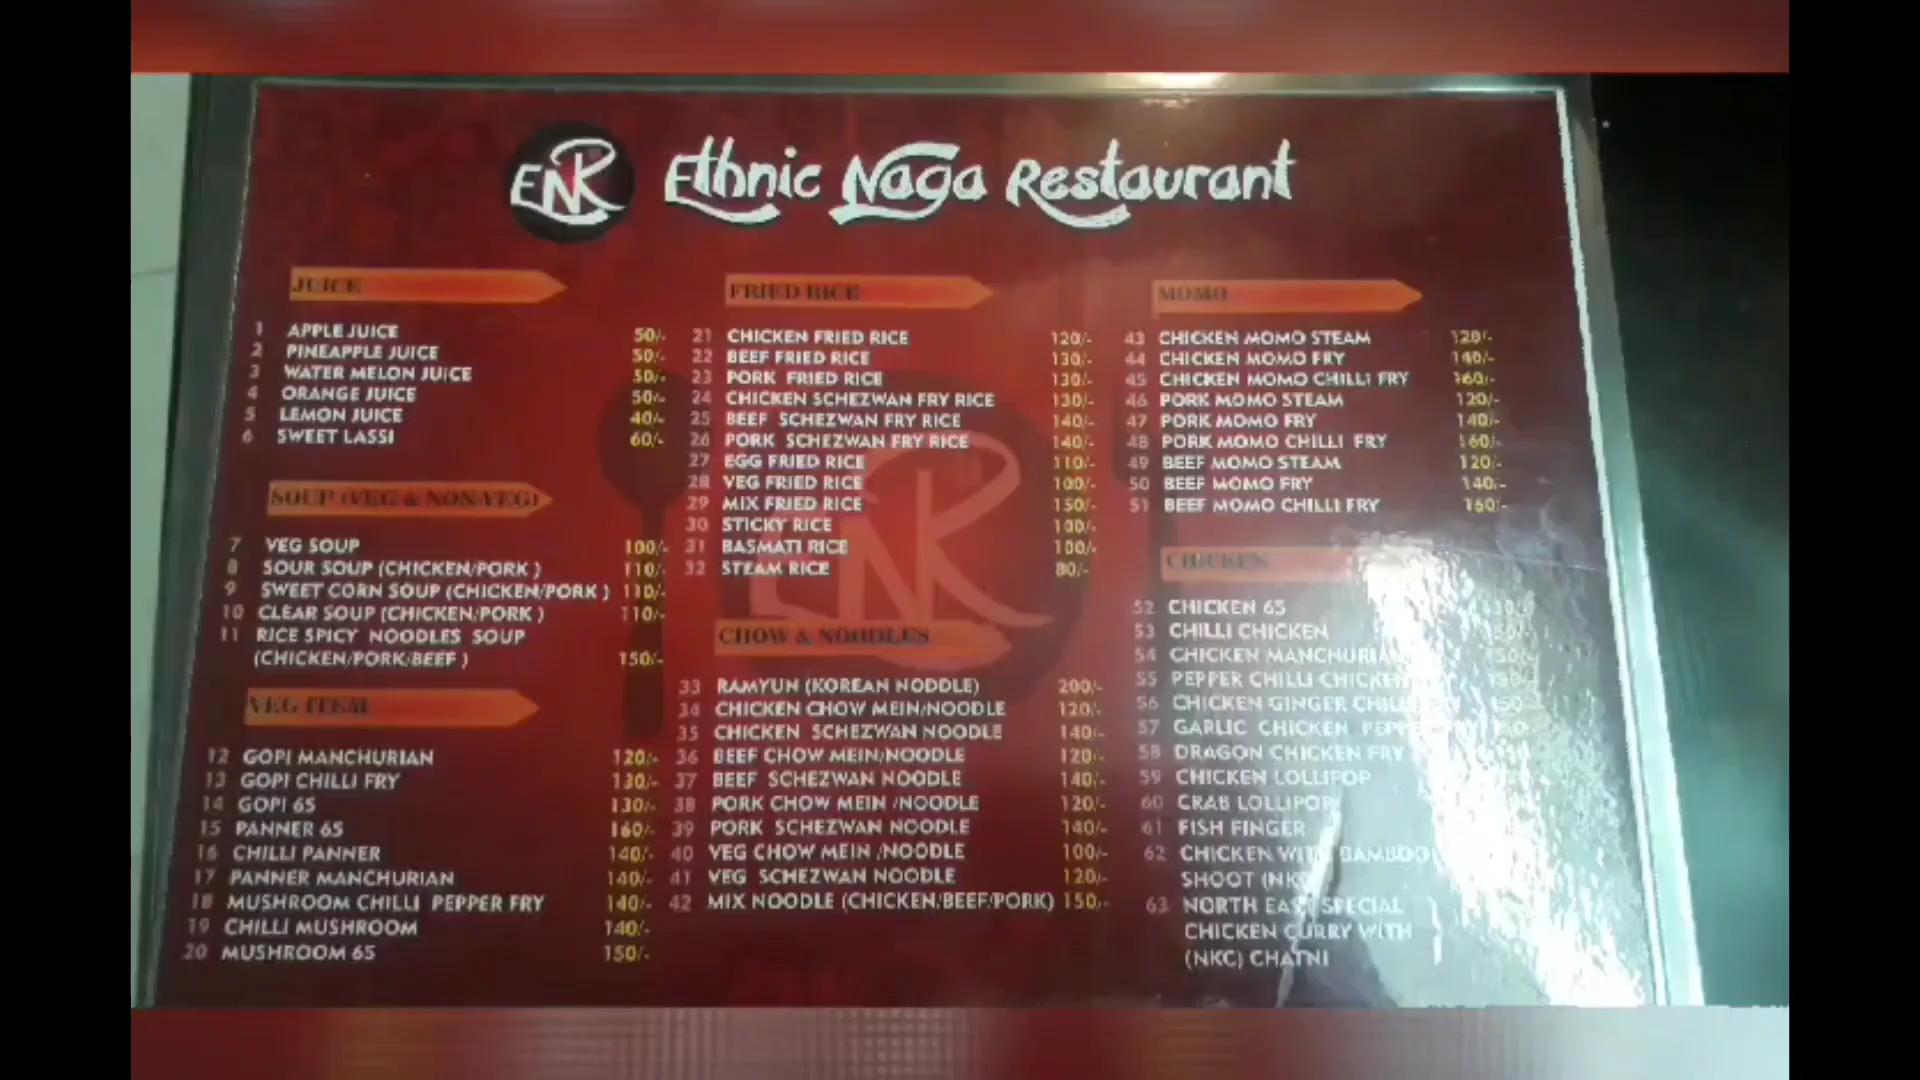 ENR Ethnic Naga Restaurant
JUICE
1 APPLE JUICE 50/-
2 PINEAPPLE JUICE 50/-
3 WATER MELON JUICE 50/-
4 ORANGE JUICE 50/-
5 LEMON JUICE 40/-
6 SWEET LASSI 60/-
SOUP (VEG & NON-VEG)
7 VEG SOUP 100/-
8 SOUR SOUP (CHICKEN/PORK ) 110/-
9 SWEET CORN SOUP (CHICKEN/PORK ) 110/-
10 CLEAR SOUP (CHICKEN/PORK ) 110/-
11 RICE SPICY NOODLES SOUP
(CHICKEN/PORK/BEEF ) 150/-
VEG ITEM
12 GOPI MANCHURIAN 120/-
13 GOPI CHILLI FRY 130/-
14 GOPI 65 130/-
15 PANNER 65 160/-
16 CHILLI PANNER 140/-
17 PANNER MANCHURIAN 140/-
18 MUSHROOM CHILLI PEPPER FRY 140/-
19 CHILLI MUSHROOM 140/-
20 MUSHROOM 65 150/-
FRIED RICE
21 CHICKEN FRIED RICE 120/-
22 BEEF FRIED RICE 130/-
23 PORK FRIED RICE 130/-
24 CHICKEN SCHEZWAN FRY RICE 130/-
25 BEEF SCHEZWAN FRY RICE 140/-
26 PORK SCHEZWAN FRY RICE 140/-
27 EGG FRIED RICE 110/-
28 VEG FRIED RICE 100/-
29 MIX FRIED RICE 150/-
30 STICKY RICE 100/-
31 BASMATI RICE 100/-
32 STEAM RICE 80/-
ENR
CHOW & NOODLES
33 RAMYUN (KOREAN NODDLE) 200/-
34 CHICKEN CHOW MEIN/NOODLE 120/-
35 CHICKEN SCHEZWAN NOODLE 140/-
36 BEEF CHOW MEIN/NOODLE 120/-
37 BEEF SCHEZWAN NOODLE 140/-
38 PORK CHOW MEIN /NOODLE 120/-
39 PORK SCHEZWAN NOODLE 140/-
40 VEG CHOW MEIN /NOODLE 100/-
41 VEG SCHEZWAN NOODLE 120/-
42 MIX NOODLE (CHICKEN/BEEF/PORK) 150/-
MOMO
43 CHICKEN MOMO STEAM 120/-
44 CHICKEN MOMO FRY 140/-
45 CHICKEN MOMO CHILLI FRY 160/-
46 PORK MOMO STEAM 120/-
47 PORK MOMO FRY 140/-
48 PORK MOMO CHILLI FRY 160/-
49 BEEF MOMO STEAM 120/-
50 BEEF MOMO FRY 140/-
51 BEEF MOMO CHILLI FRY 160/-
CHICKEN
52 CHICKEN 65
53 CHILLI CHICKEN
54 CHICKEN MANCHURIAN
55 PEPPER CHILLI CHICKEN
56 CHICKEN GINGER CHILLI
57 GARLIC CHICKEN PEPPER
58 DRAGON CHICKEN FRY
59 CHICKEN LOLLIPOP
60 CRAB LOLLIPOP
61 FISH FINGER
62 CHICKEN WITH BAMBOO
SHOOT (NKC)
63 NORTH EAST SPECIAL
CHICKEN CURRY WITH
(NKC) CHATNI